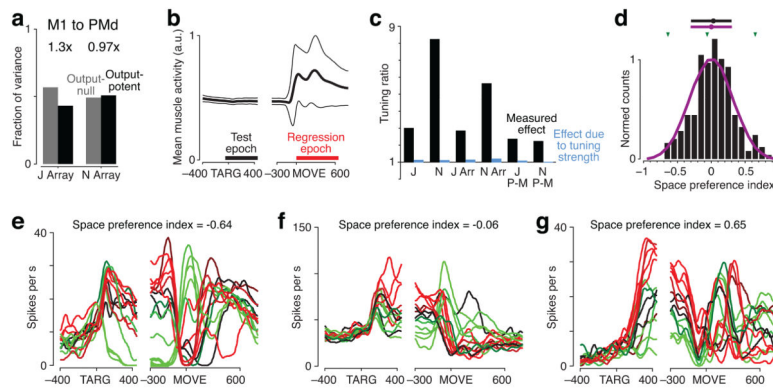 a
M1 to PMd
1.3x 0.97x
Fraction of variance
1
0
Output-null
Output-potent
J Array N Array
b
Mean muscle activity (a.u.)
1
0
Test epoch
Regression epoch
−400 TARG 400 −300 MOVE 600
c
Tuning ratio
9
1
Measured effect
Effect due to tuning strength
J N J Arr N Arr J P-M N P-M
d
Normed counts
1
0
−1 0
Space preference index
e
Space preference index = -0.64
Spikes per s
40
0
−400 TARG 400 −300 MOVE 600
f
Space preference index = -0.06
Spikes per s
150
0
−400 TARG 400 −300 MOVE 600
g
Space preference index = 0.65
Spikes per s
40
0
−400 TARG 400 −300 MOVE 600